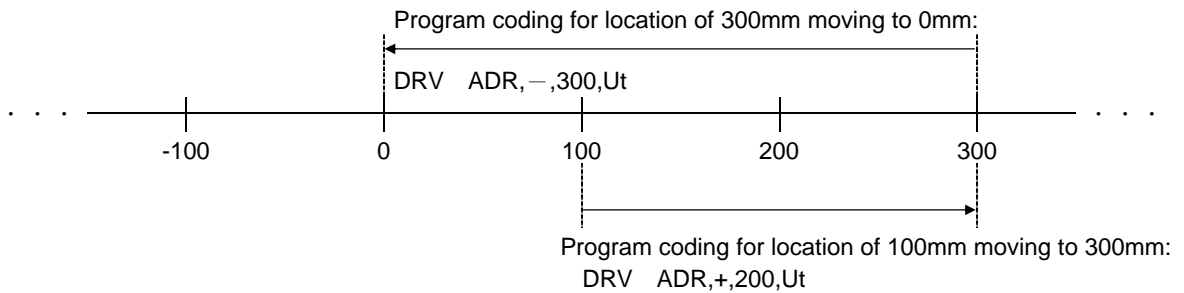 Program coding for location of 300mm moving to 0mm:
DRV ADR,－,300,Ut
-100 0 100 200 300
Program coding for location of 100mm moving to 300mm:
DRV ADR,+,200,Ut